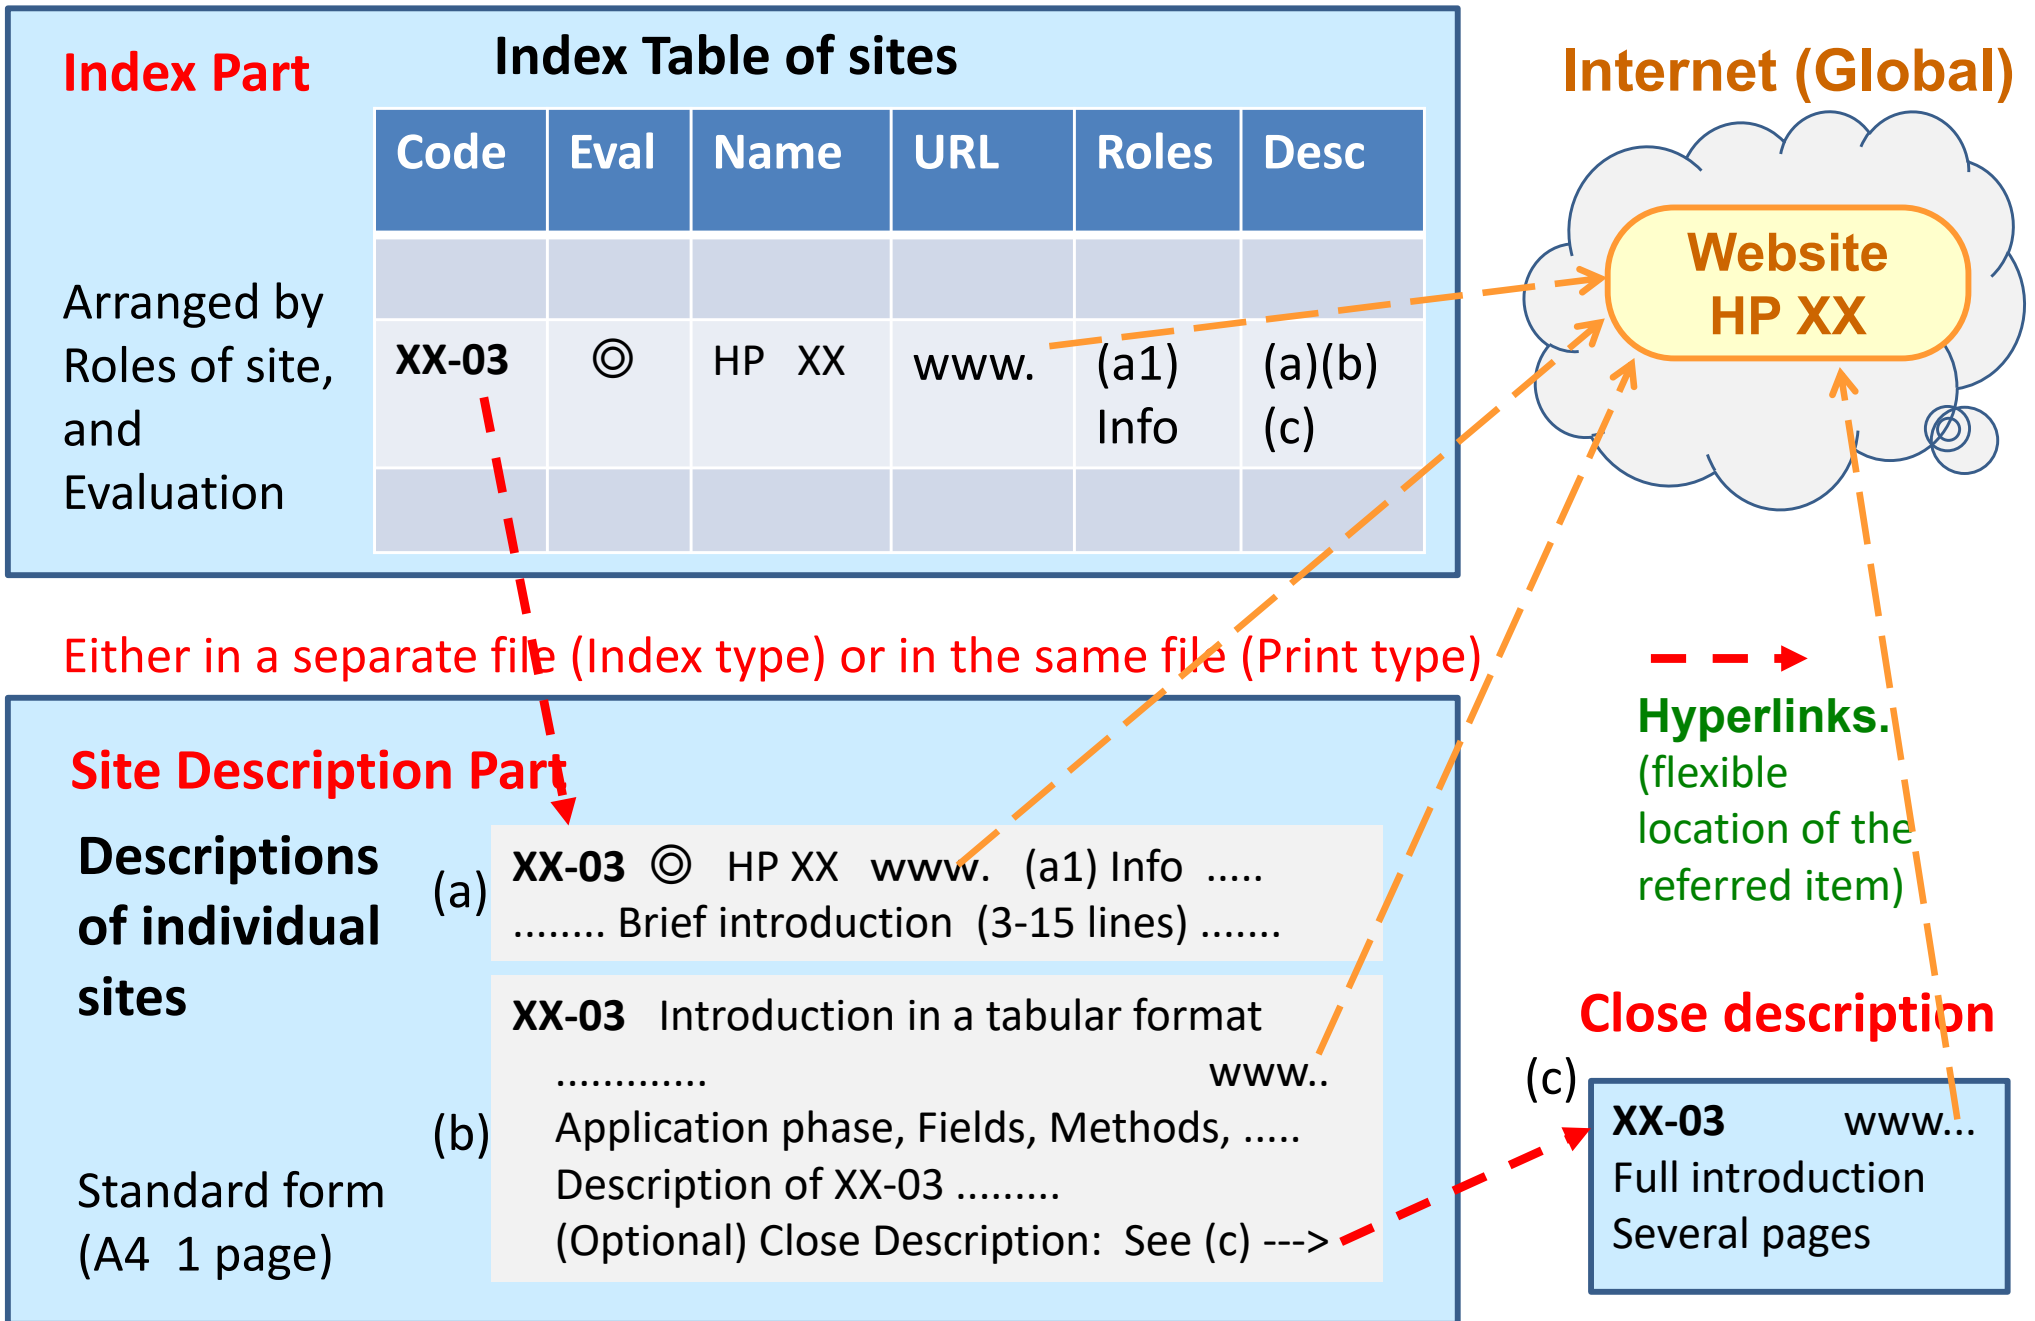 Index Part
Index Table of sites
Internet (Global)
Code Eval Name URL Roles Desc
Arranged by
Roles of site,
and
Evaluation
XX-03 ◎ HP XX www. (a1) (a)(b)
Info (c)
Website
HP XX
Either in a separate file (Index type) or in the same file (Print type)
Hyperlinks.
(flexible
location of the
referred item)
Site Description Part
Descriptions
of individual
sites
Standard form
(A4 1 page)
(a)
XX-03 ◎ HP XX www. (a1) Info .....
........ Brief introduction (3-15 lines) .......
(b)
XX-03 Introduction in a tabular format
............. www..
Application phase, Fields, Methods, .....
Description of XX-03 .........
(Optional) Close Description: See (c) --->
Close description
(c)
XX-03 www...
Full introduction
Several pages